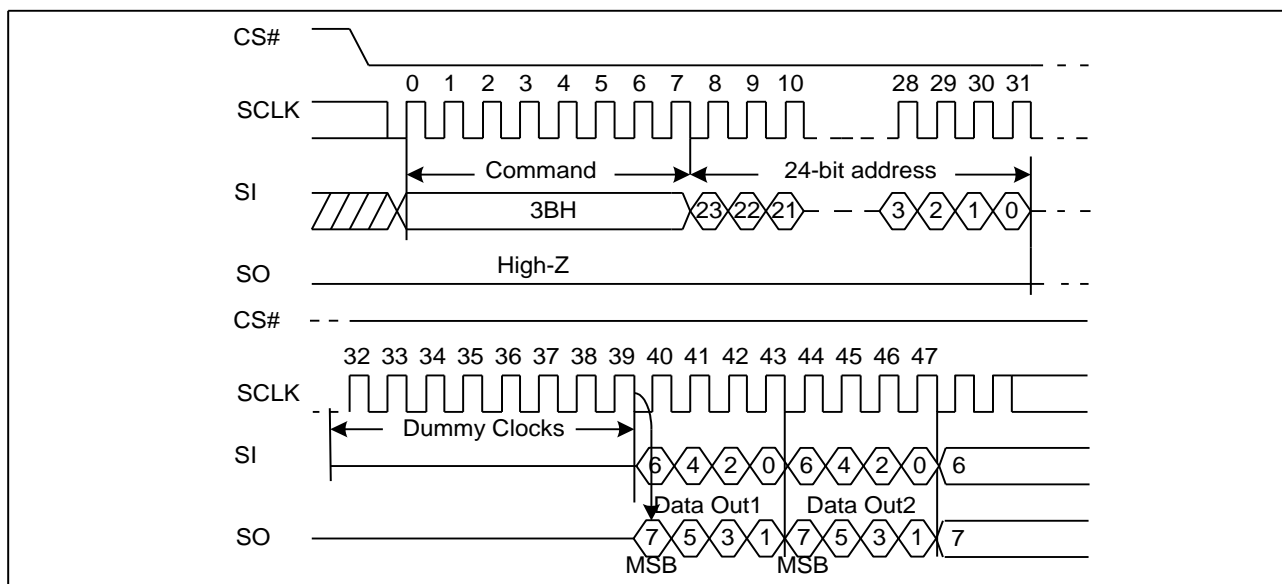 CS#
0 1 2 3 4 5 6 7 8 9 10 28 29 30 31
SCLK
Command 24-bit address
SI
3BH 23 22 21 3 2 1 0
High-Z
SO
CS#
32 33 34 35 36 37 38 39 40 41 42 43 44 45 46 47
SCLK
Dummy Clocks
SI
6 4 2 0 6 4 2 0 6
Data Out1 Data Out2
SO
7 5 3 1 7 5 3 1 7
MSB MSB